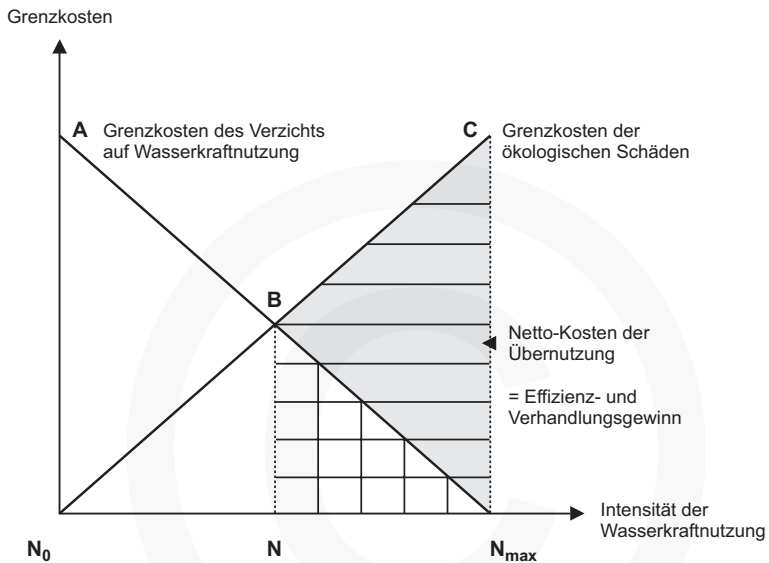 Grenzkosten
A Grenzkosten des Verzichts
auf Wasserkraftnutzung
C Grenzkosten der
ökologischen Schäden
B
Netto-Kosten der
Übernutzung
= Effizienz- und
Verhandlungsgewinn
Intensität der
Wasserkraftnutzung
N₀ N Nmax